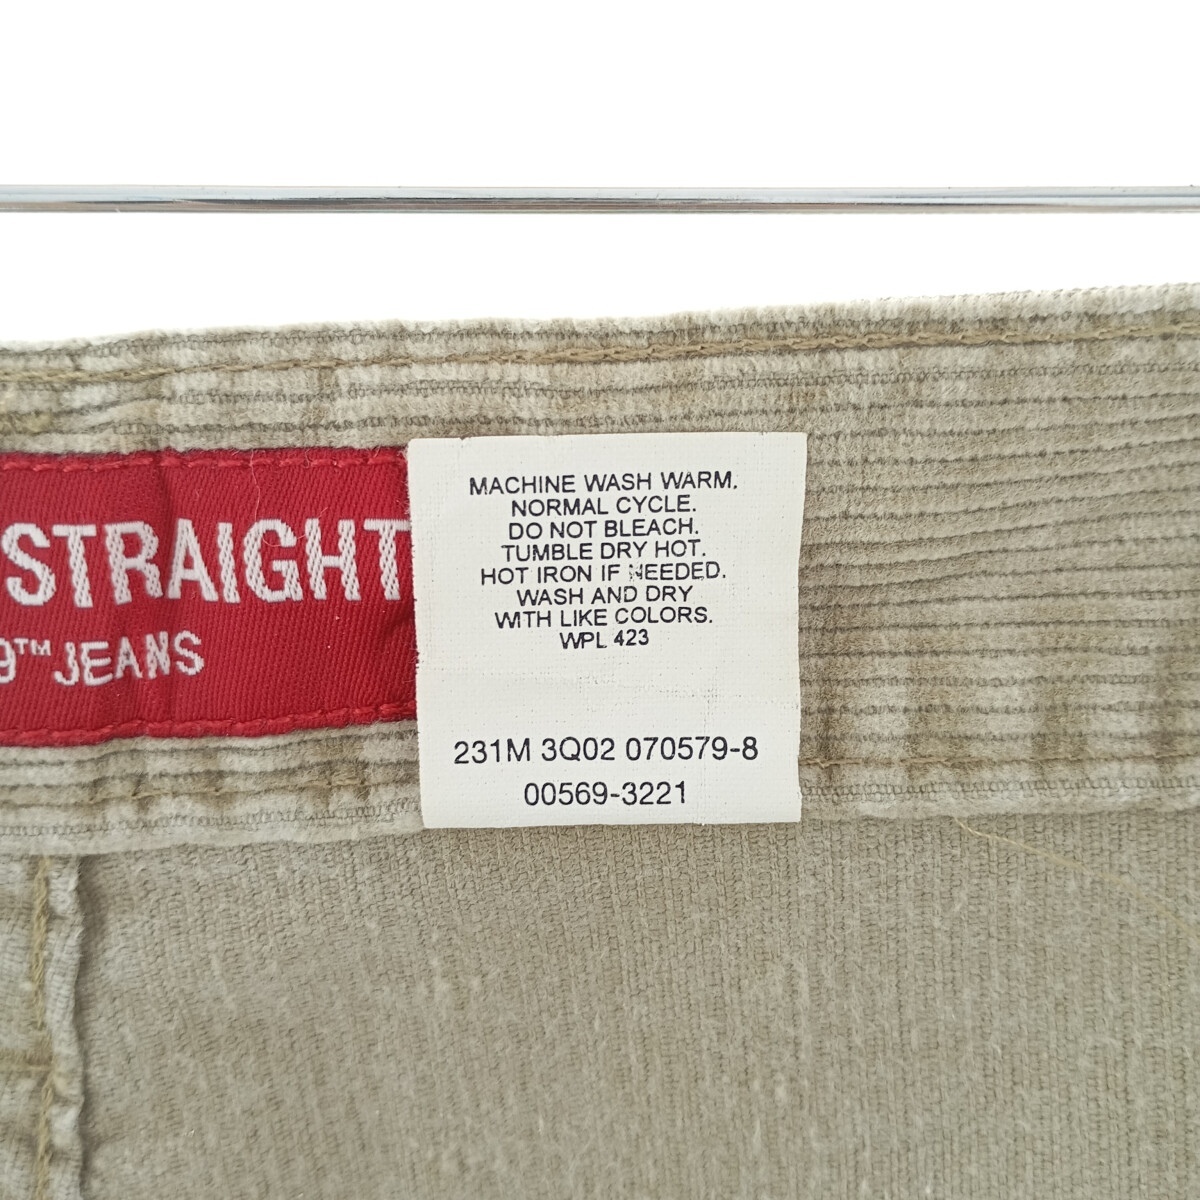 STRAIGHT
9™ JEANS
MACHINE WASH WARM.
NORMAL CYCLE.
DO NOT BLEACH.
TUMBLE DRY HOT.
HOT IRON IF NEEDED.
WASH AND DRY
WITH LIKE COLORS.
WPL 423
231M 3Q02 070579-8
00569-3221